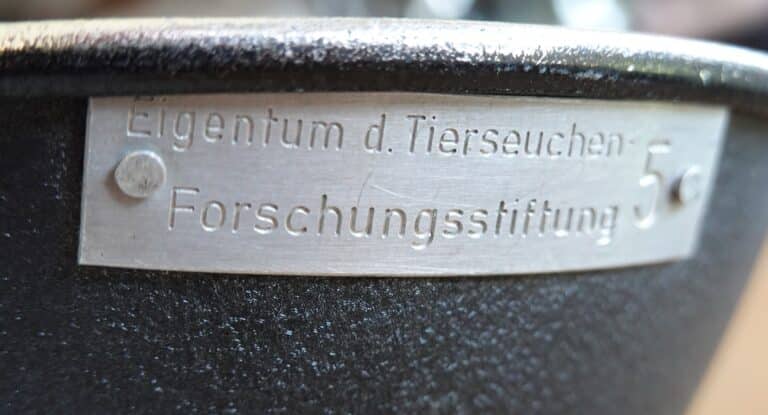 Eigentum d. Tierseuchen-
Forschungsstiftung 5